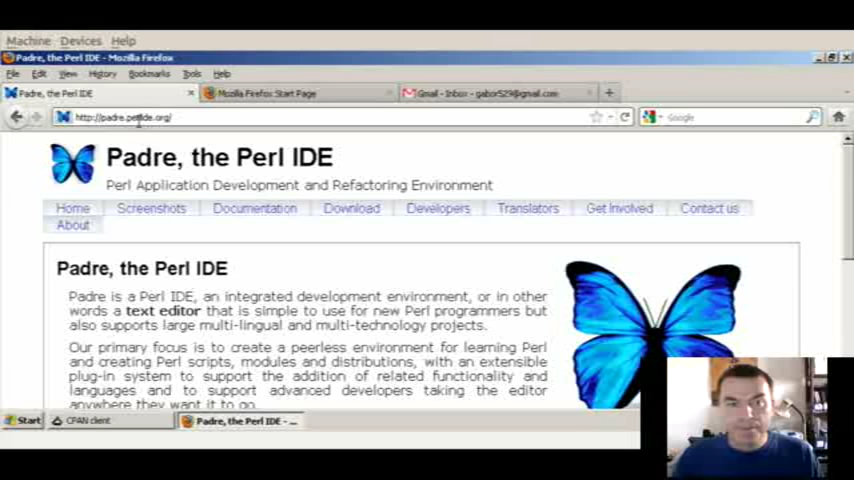 Machine Devices Help
Padre, the Perl IDE - Mozilla Firefox
File Edit View History Bookmarks Tools Help
Padre, the Perl IDE Mozilla Firefox Start Page Gmail - Inbox - gabor529@gmail.com
http://padre.perlide.org/ Google
Padre, the Perl IDE
Perl Application Development and Refactoring Environment
Home Screenshots Documentation Download Developers Translators Get Involved Contact us
About
Padre, the Perl IDE
Padre is a Perl IDE, an integrated development environment, or in other
words a text editor that is simple to use for new Perl programmers but
also supports large multi-lingual and multi-technology projects.
Our primary focus is to create a peerless environment for learning Perl
and creating Perl scripts, modules and distributions, with an extensible
plug-in system to support the addition of related functionality and
languages and to support advanced developers taking the editor
anywhere they want it to go.
Start CPAN client Padre, the Perl IDE - ...